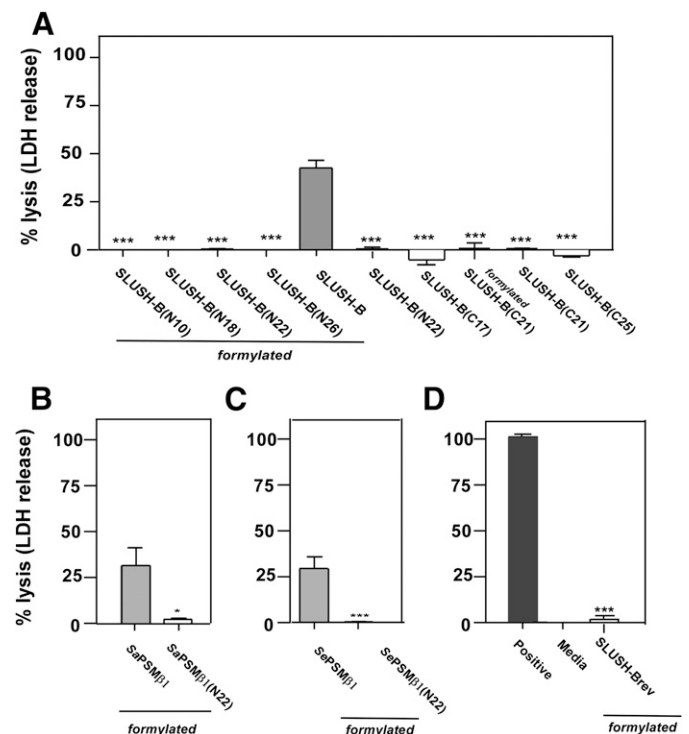 A
% lysis (LDH release)
100
75
50
25
0
*** *** *** *** *** *** *** *** ***
SLUSH-B(N10)
SLUSH-B(N18)
SLUSH-B(N22)
SLUSH-B(N26)
SLUSH-B
SLUSH-B(N22)
SLUSH-B(C17)
formylated
SLUSH-B(C21)
SLUSH-B(C21)
SLUSH-B(C25)
formylated
B
% lysis (LDH release)
100
75
50
25
0
*
SaPSMβ1
SaPSMβ1(N22)
formylated
C
100
75
50
25
0
***
SePSMβ1
SePSMβ1(N22)
formylated
D
100
75
50
25
0
***
Positive
Media
SLUSH-Brev
formylated